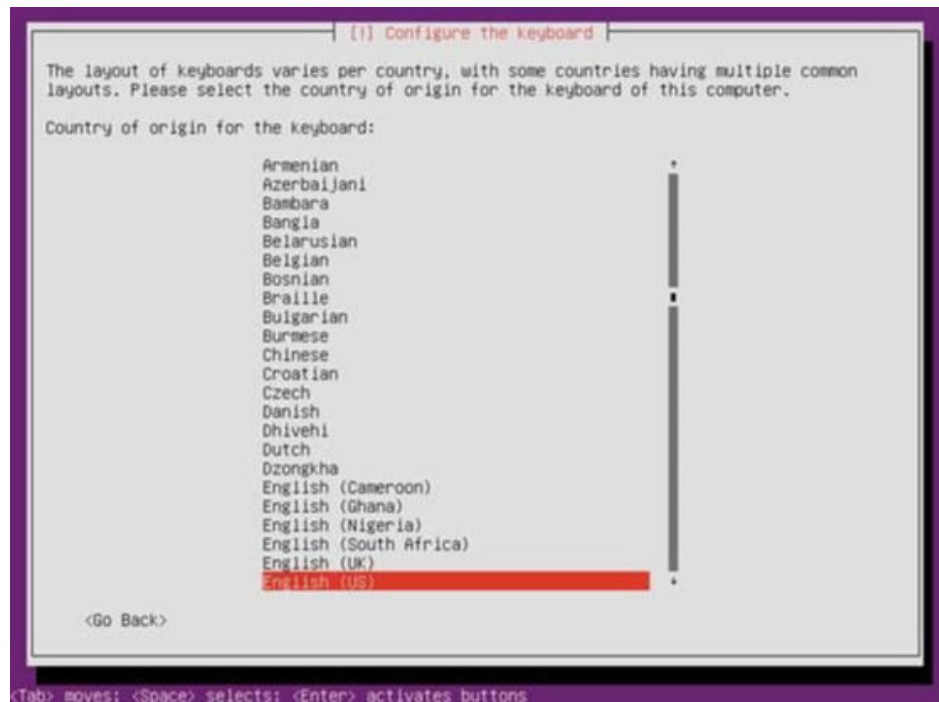 [!] Configure the keyboard
The layout of keyboards varies per country, with some countries having multiple common
layouts. Please select the country of origin for the keyboard of this computer.
Country of origin for the keyboard:
Armenian
Azerbaijani
Bambara
Bangla
Belarusian
Belgian
Bosnian
Braille
Bulgarian
Burmese
Chinese
Croatian
Czech
Danish
Dhivehi
Dutch
Dzongkha
English (Cameroon)
English (Ghana)
English (Nigeria)
English (South Africa)
English (UK)
English (US)
<Go Back>
<Tab> moves; <Space> selects; <Enter> activates buttons